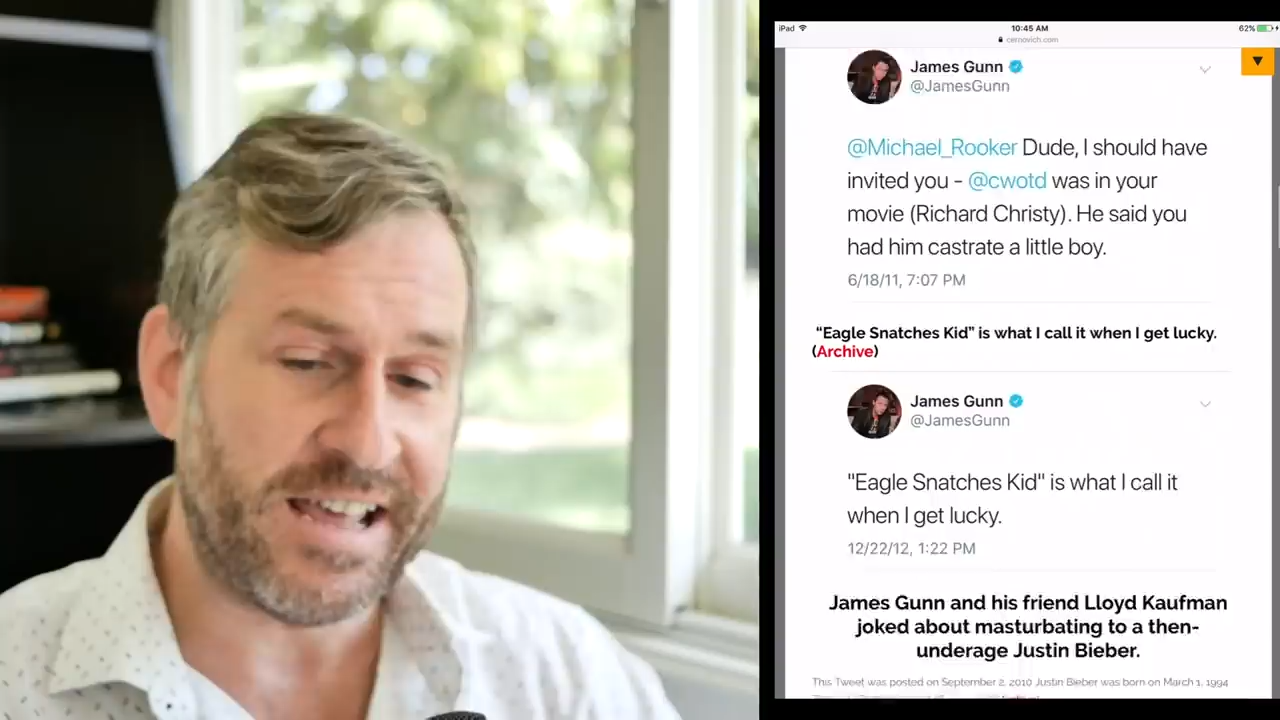 iPad 10:45 AM 62%
cernovich.com
James Gunn
@JamesGunn
@Michael_Rooker Dude, I should have
invited you - @cwotd was in your
movie (Richard Christy). He said you
had him castrate a little boy.
6/18/11, 7:07 PM
“Eagle Snatches Kid” is what I call it when I get lucky.
(Archive)
James Gunn
@JamesGunn
"Eagle Snatches Kid" is what I call it
when I get lucky.
12/22/12, 1:22 PM
James Gunn and his friend Lloyd Kaufman
joked about masturbating to a then-
underage Justin Bieber.
This Tweet was posted on September 2, 2010 Justin Bieber was born on March 1, 1994